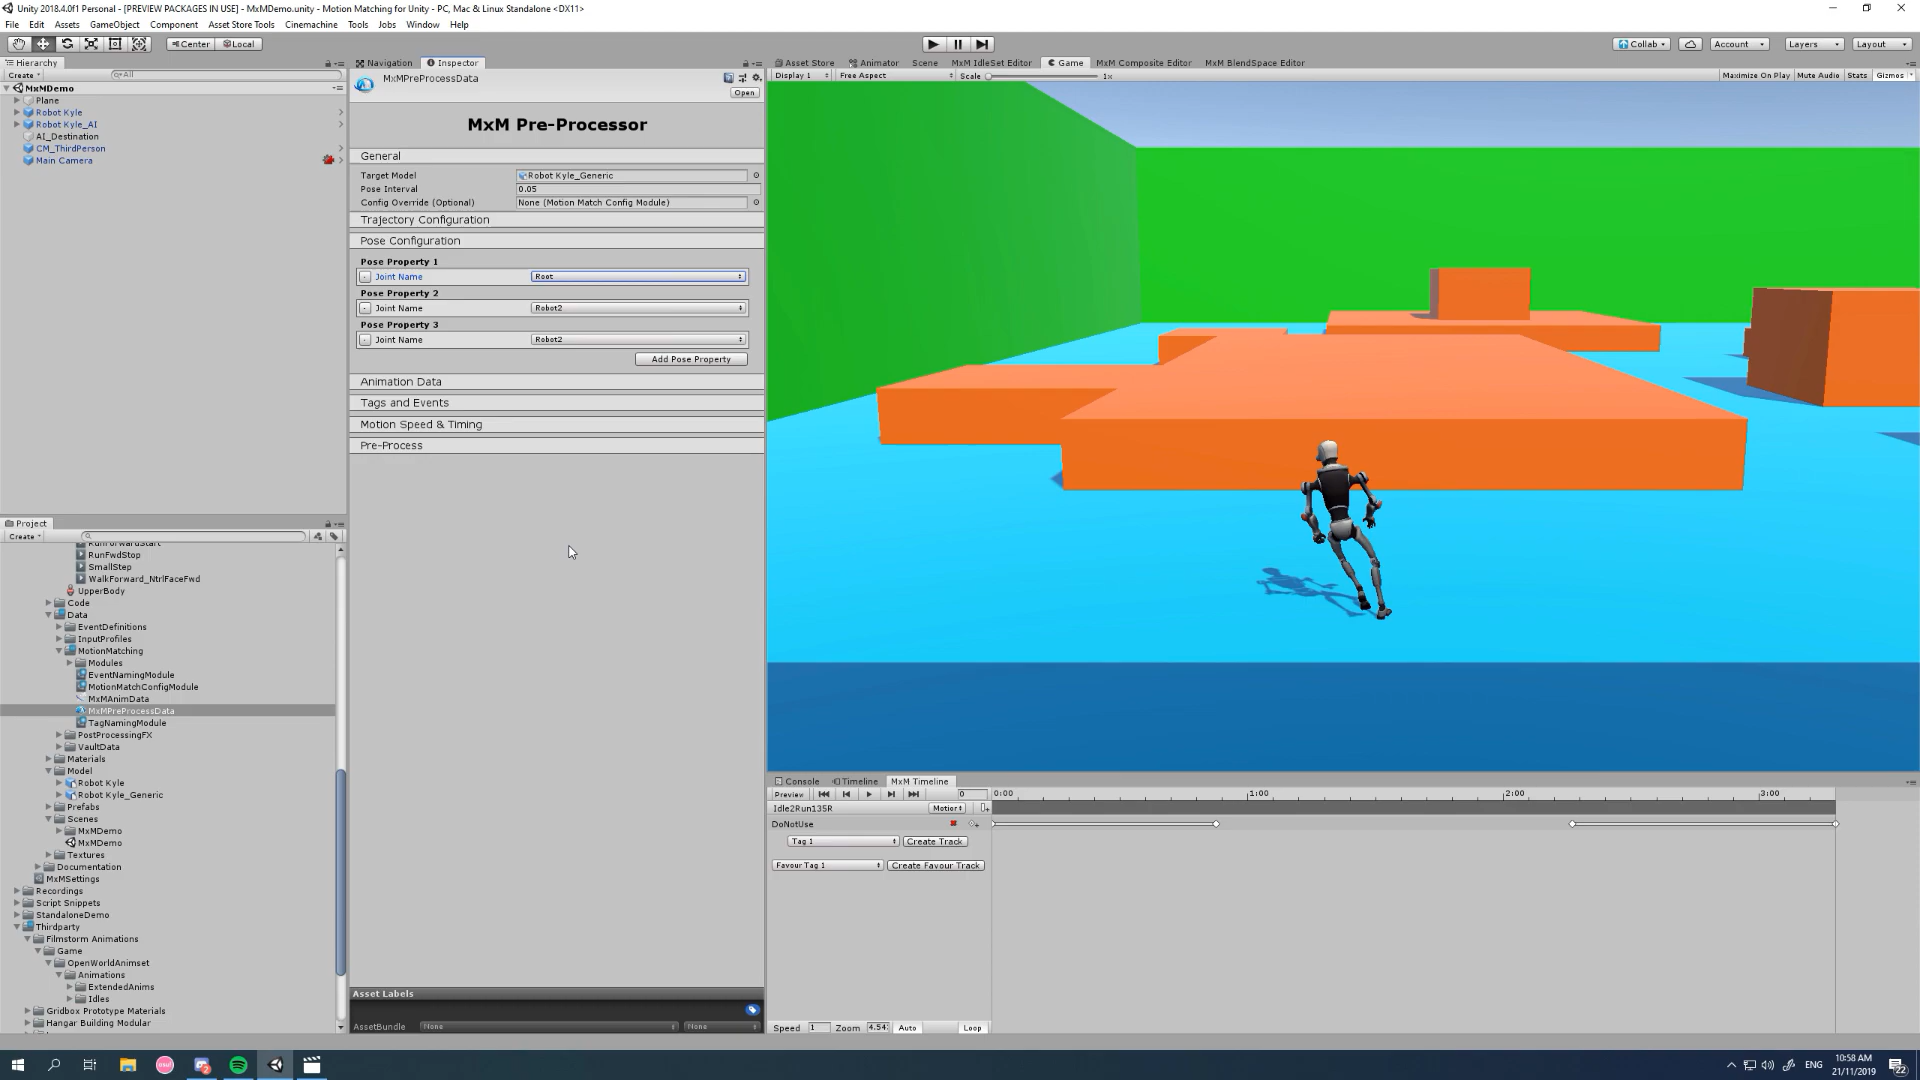 Unity 2018.4.0f1 Personal - [PREVIEW PACKAGES IN USE] - MxMDemo.unity - Motion Matching for Unity - PC, Mac & Linux Standalone <DX11>
File Edit Assets GameObject Component Asset Store Tools Cinemachine Tools Jobs Window Help
Center Local Collab Account Layers Layout
Hierarchy
Create All
MxMDemo
Plane
Robot Kyle
Robot Kyle_AI
AI_Destination
CM_ThirdPerson
Main Camera
Navigation Inspector
MxMPreProcessData
Open
MxM Pre-Processor
General
Target Model Robot Kyle_Generic
Pose Interval 0.05
Config Override (Optional) None (Motion Match Config Module)
Trajectory Configuration
Pose Configuration
Pose Property 1
Joint Name Root
Pose Property 2
Joint Name Robot2
Pose Property 3
Joint Name Robot2
Add Pose Property
Animation Data
Tags and Events
Motion Speed & Timing
Pre-Process
Asset Labels
AssetBundle None None
Asset Store Animator Scene MxM IdleSet Editor Game MxM Composite Editor MxM BlendSpace Editor
Display 1 Free Aspect Scale 1x Maximize On Play Mute Audio Stats Gizmos
Project
Create
RunForwardStart
RunFwdStop
SmallStep
WalkForward_NtrlFaceFwd
UpperBody
Code
Data
EventDefinitions
InputProfiles
MotionMatching
Modules
EventNamingModule
MotionMatchConfigModule
MxMAnimData
MxMPreProcessData
TagNamingModule
PostProcessingFX
VaultData
Materials
Model
Robot Kyle
Robot Kyle_Generic
Prefabs
Scenes
MxMDemo
MxMDemo
Textures
Documentation
MxMSettings
Recordings
Script Snippets
StandaloneDemo
Thirdparty
Filmstorm Animations
Game
OpenWorldAnimset
Animations
ExtendedAnims
Idles
Gridbox Prototype Materials
Hangar Building Modular
Console Timeline MxM Timeline
Preview 0 0:00 1:00 2:00 3:00
Idle2Run135R Motion
DoNotUse
Tag 1 Create Track
Favour Tag 1 Create Favour Track
Speed 1 Zoom 4.54 Auto Loop
ENG 10:58 AM
21/11/2019 22